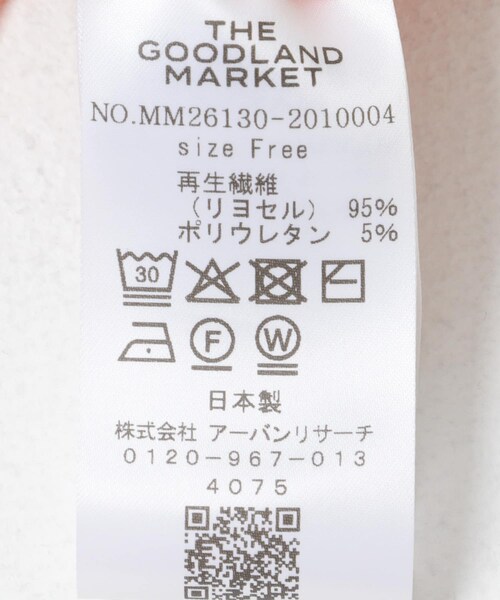 THE
GOODLAND
MARKET
NO.MM26130-2010004
size Free
再生繊維
(リヨセル) 95%
ポリウレタン 5%
30
F W
日本製
株式会社 アーバンリサーチ
0120-967-013
4075